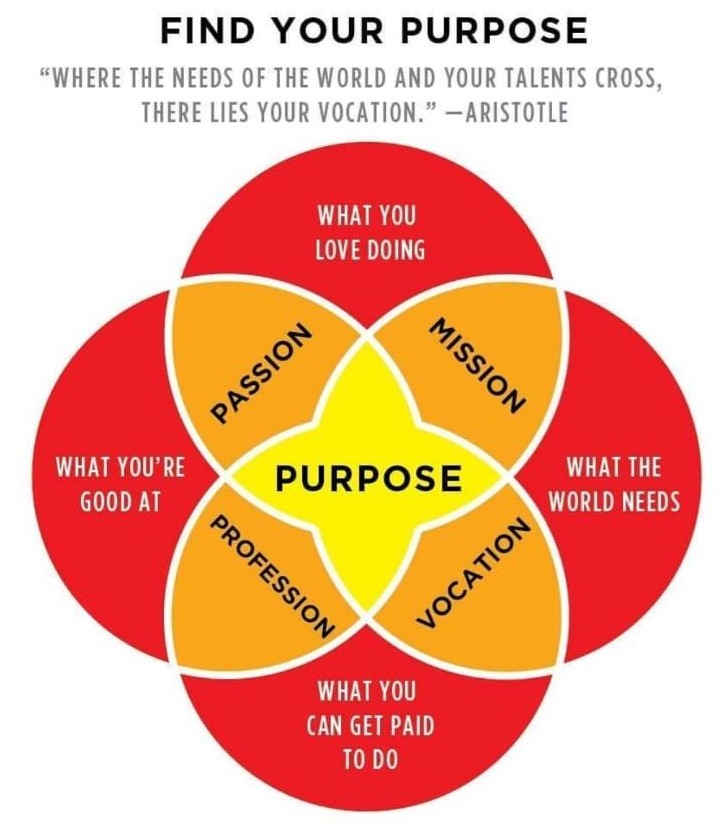 FIND YOUR PURPOSE
“WHERE THE NEEDS OF THE WORLD AND YOUR TALENTS CROSS,
THERE LIES YOUR VOCATION.” —ARISTOTLE
WHAT YOU
LOVE DOING
PASSION
MISSION
WHAT YOU’RE
GOOD AT
PURPOSE
WHAT THE
WORLD NEEDS
PROFESSION
VOCATION
WHAT YOU
CAN GET PAID
TO DO